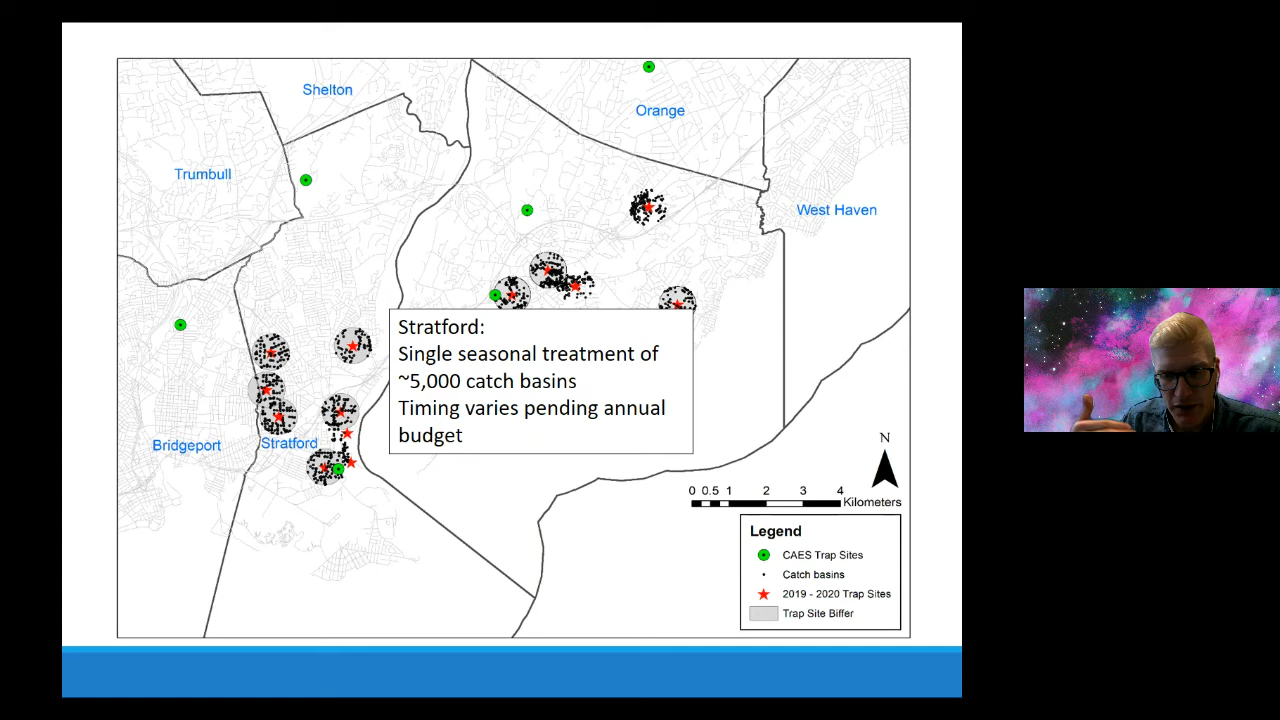 Shelton
Orange
Trumbull
West Haven
Stratford:
Single seasonal treatment of
~5,000 catch basins
Timing varies pending annual
budget
Bridgeport
Stratford
N
0 0.5 1 2 3 4
Kilometers
Legend
CAES Trap Sites
Catch basins
2019 - 2020 Trap Sites
Trap Site Biffer